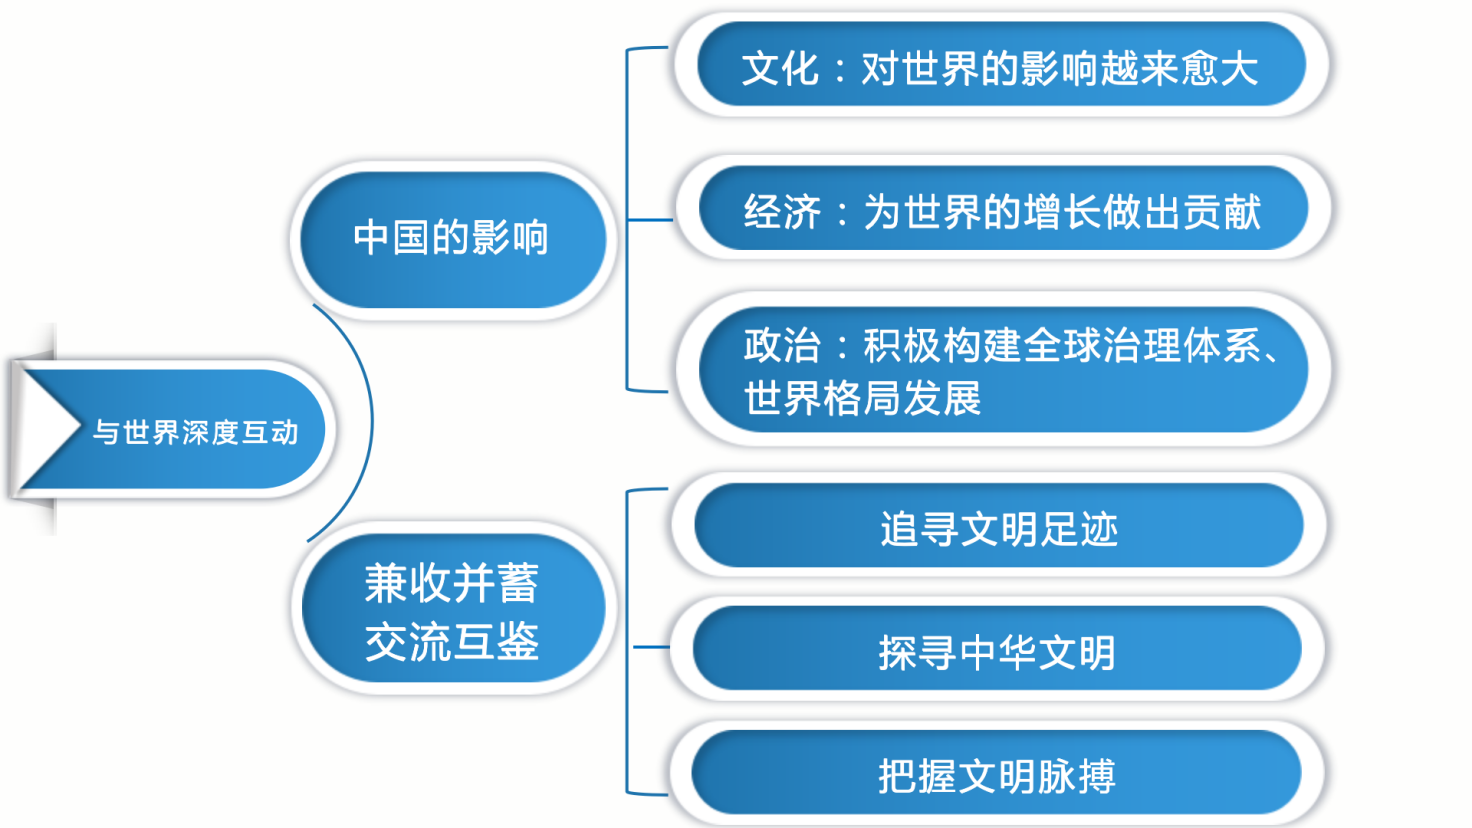 与世界深度互动
中国的影响
文化：对世界的影响越来愈大
经济：为世界的增长做出贡献
政治：积极构建全球治理体系、
世界格局发展
兼收并蓄
交流互鉴
追寻文明足迹
探寻中华文明
把握文明脉搏